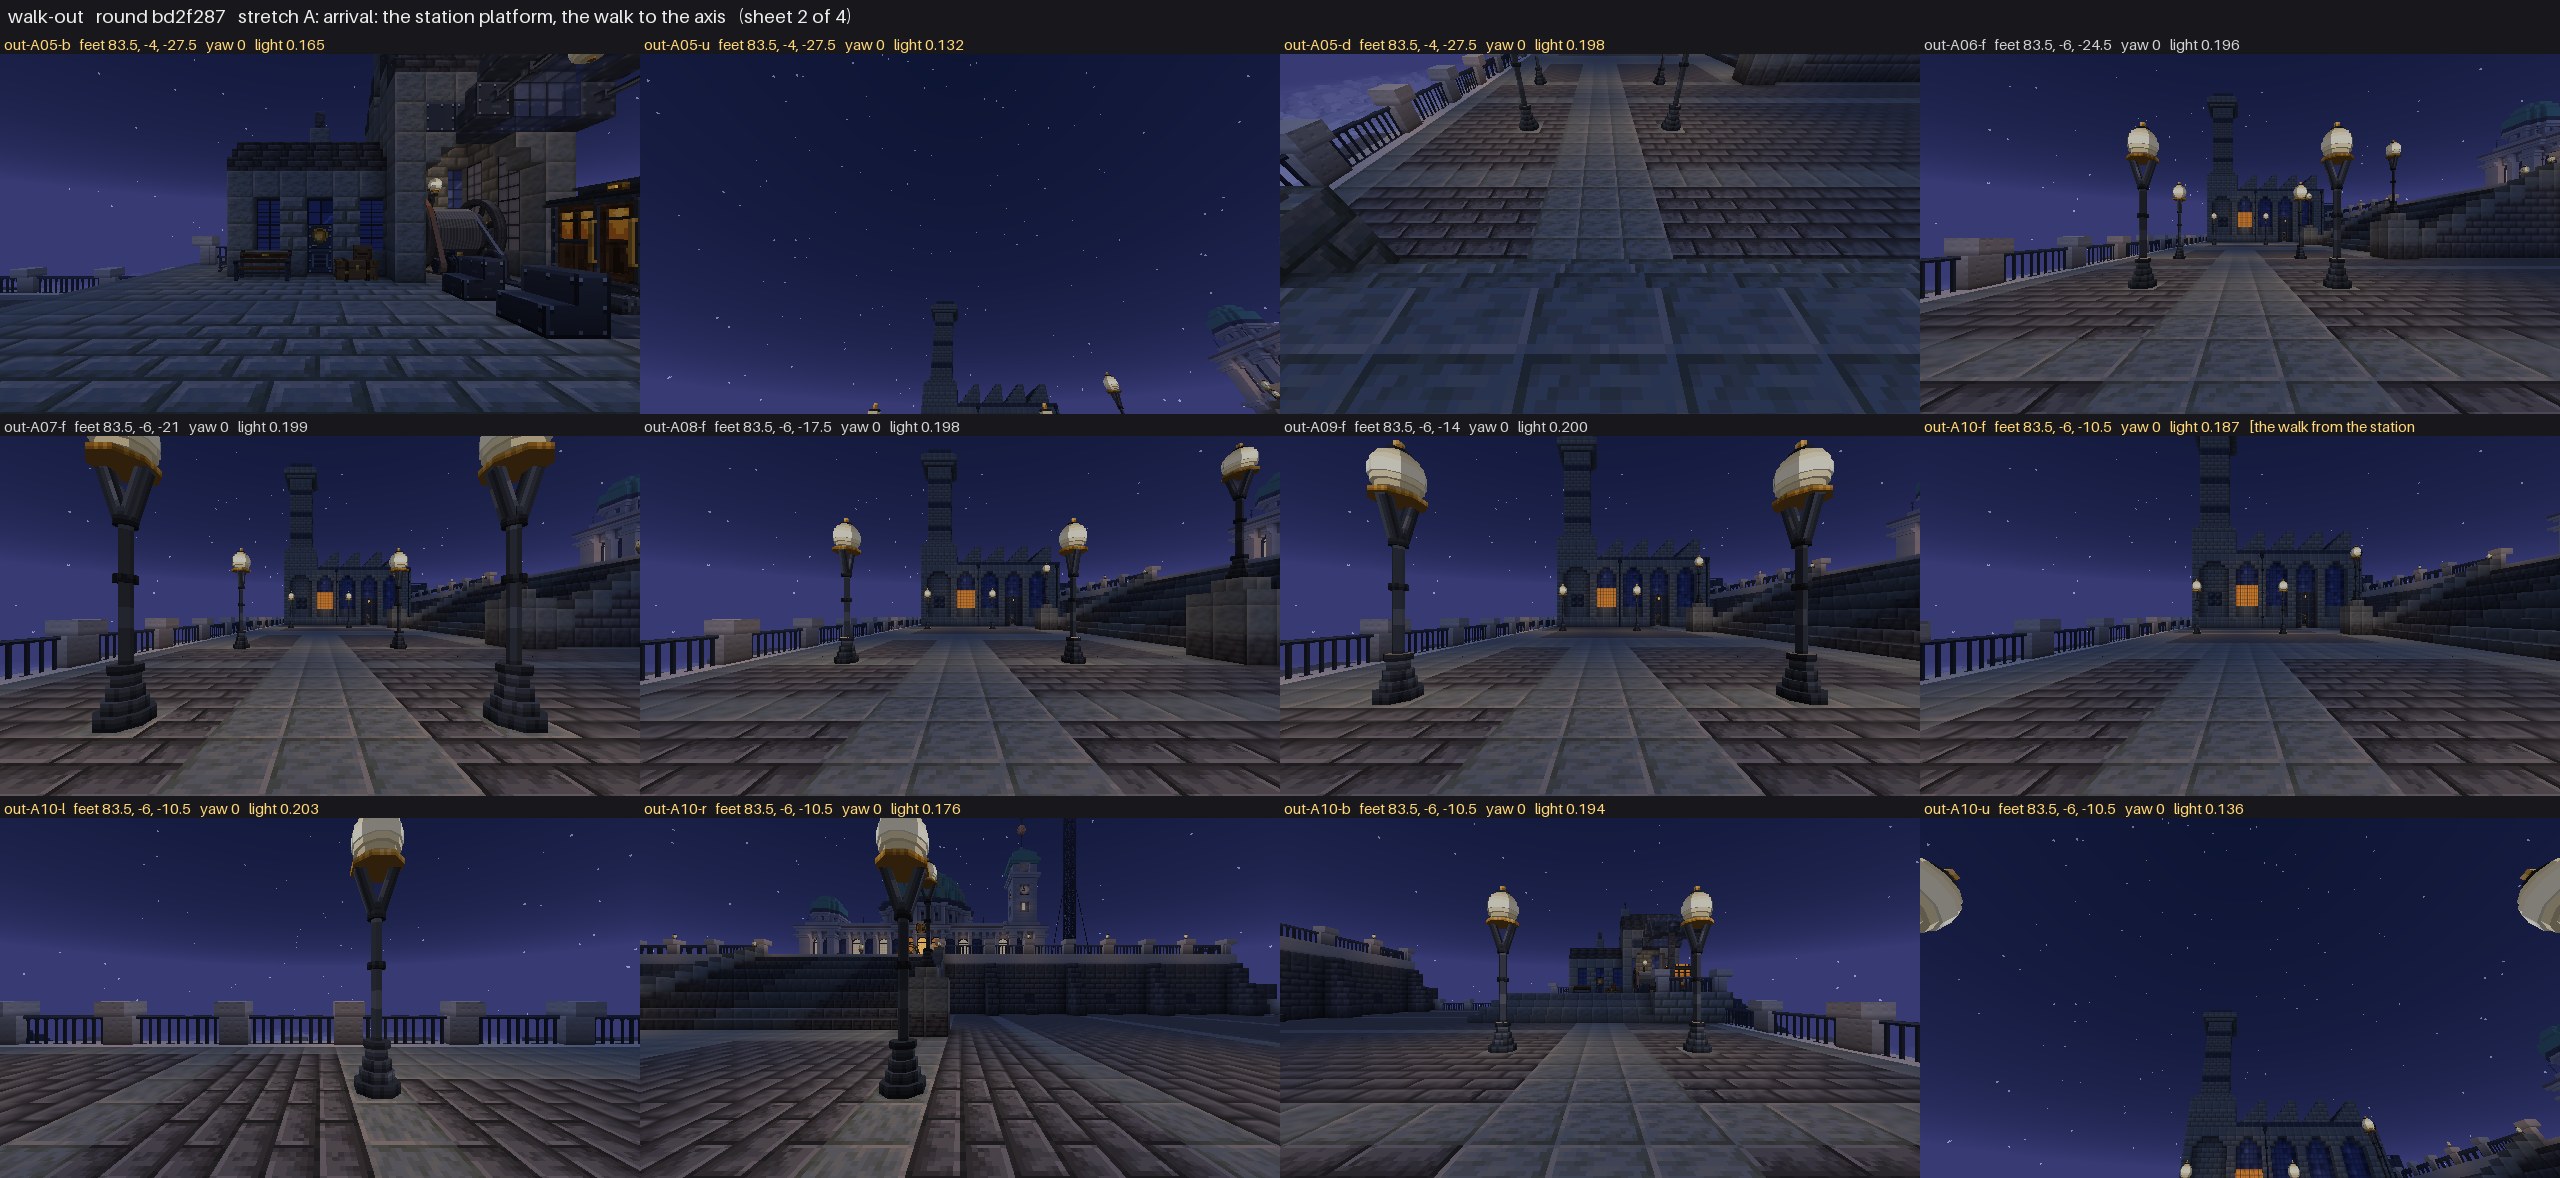 walk-out round bd2f287 stretch A: arrival: the station platform, the walk to the axis (sheet 2 of 4)
out-A05-b feet 83.5, -4, -27.5 yaw 0 light 0.165
out-A05-u feet 83.5, -4, -27.5 yaw 0 light 0.132
out-A05-d feet 83.5, -4, -27.5 yaw 0 light 0.198
out-A06-f feet 83.5, -6, -24.5 yaw 0 light 0.196
out-A07-f feet 83.5, -6, -21 yaw 0 light 0.199
out-A08-f feet 83.5, -6, -17.5 yaw 0 light 0.198
out-A09-f feet 83.5, -6, -14 yaw 0 light 0.200
out-A10-f feet 83.5, -6, -10.5 yaw 0 light 0.187 [the walk from the station
out-A10-l feet 83.5, -6, -10.5 yaw 0 light 0.203
out-A10-r feet 83.5, -6, -10.5 yaw 0 light 0.176
out-A10-b feet 83.5, -6, -10.5 yaw 0 light 0.194
out-A10-u feet 83.5, -6, -10.5 yaw 0 light 0.136